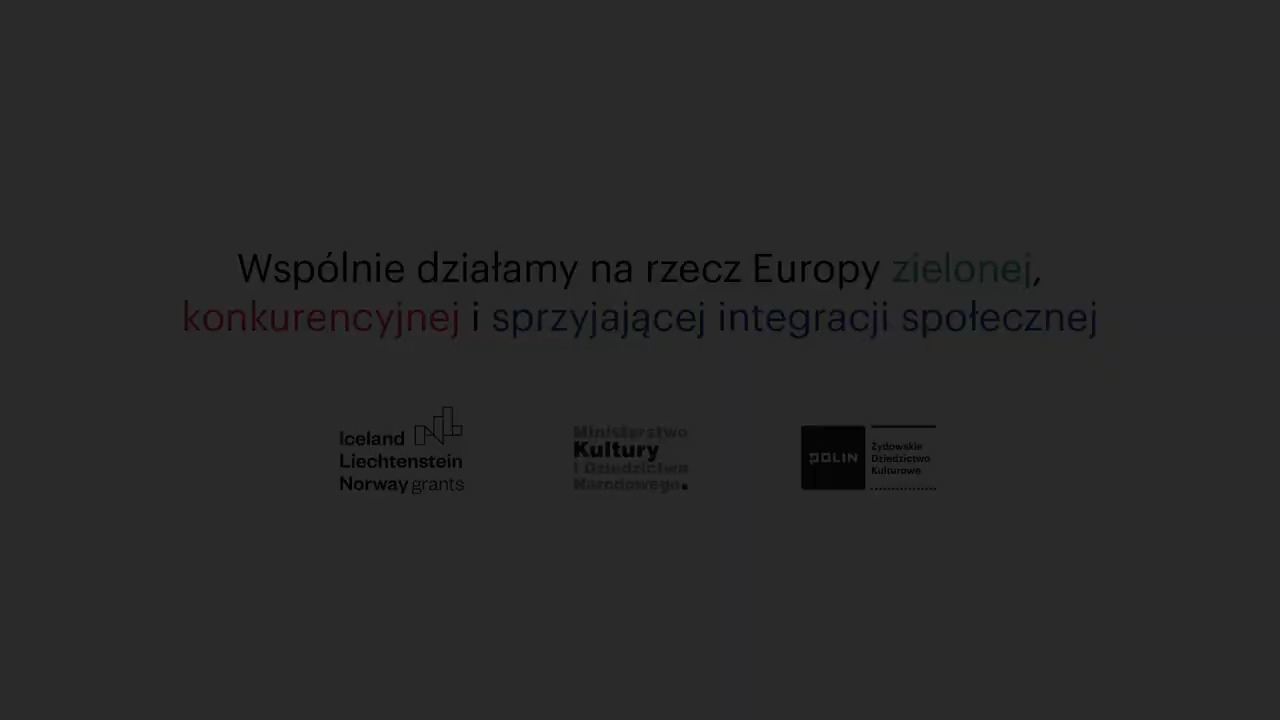 Wspólnie działamy na rzecz Europy zielonej,
konkurencyjnej i sprzyjającej integracji społecznej
Iceland
Liechtenstein
Norway grants
Ministerstwo
Kultury
i Dziedzictwa
Narodowego.
POLIN
Żydowskie
Dziedzictwo
Kulturowe